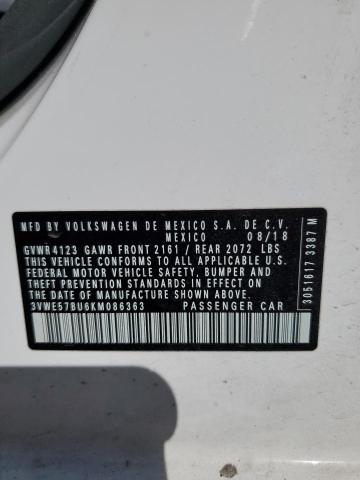 MFD BY VOLKSWAGEN DE MEXICO S.A. DE C.V.
MEXICO 08/18
GVWR 4123 GAWR FRONT 2161 / REAR 2072 LBS
THIS VEHICLE CONFORMS TO ALL APPLICABLE U.S.
FEDERAL MOTOR VEHICLE SAFETY, BUMPER AND
THEFT PREVENTION STANDARDS IN EFFECT ON THE
DATE OF MANUFACTURE SHOWN ABOVE.
3VWE57BU6KM086363 PASSENGER CAR
3051617 3387 M